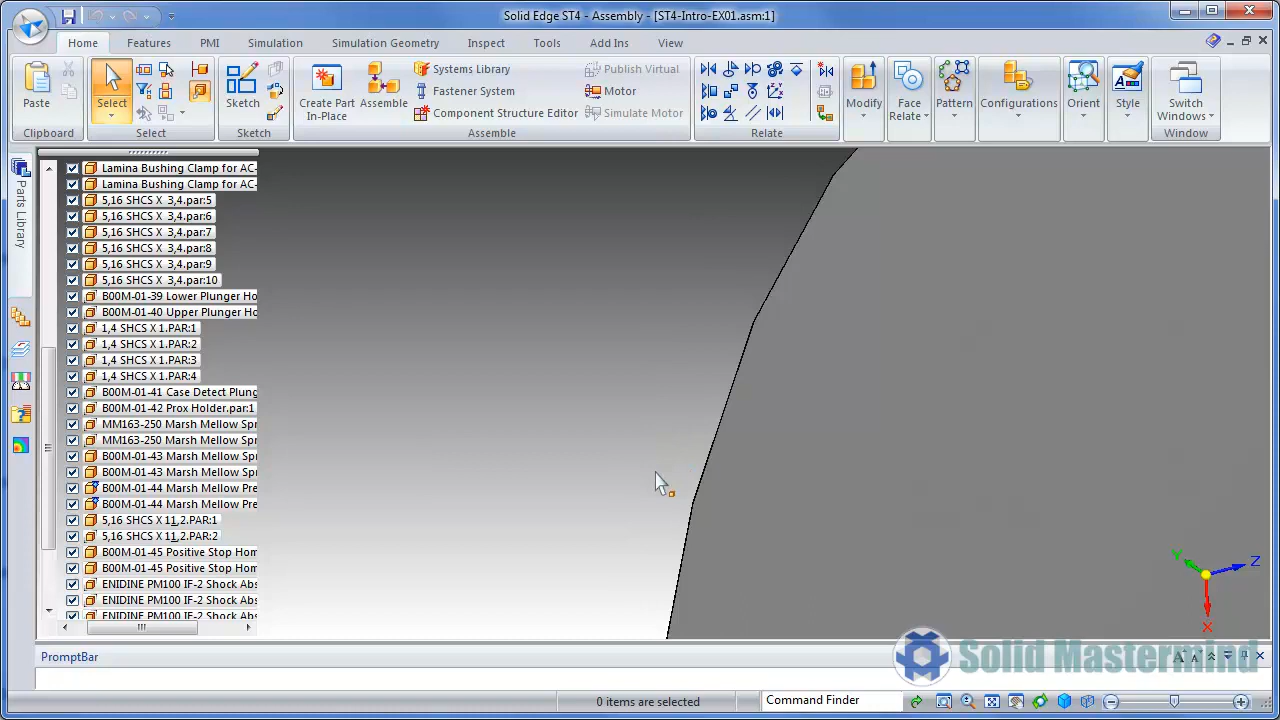 Solid Edge ST4 - Assembly - [ST4-Intro-EX01.asm:1]
Home Features PMI Simulation Simulation Geometry Inspect Tools Add Ins View
Paste
Clipboard
Select
Select
Sketch
Sketch
Create Part In-Place
Assemble
Systems Library
Fastener System
Component Structure Editor
Publish Virtual
Motor
Simulate Motor
Assemble
Relate
Modify
Face Relate
Pattern
Configurations
Orient
Style
Switch Windows
Window
Parts Library
Lamina Bushing Clamp for AC-
Lamina Bushing Clamp for AC-
5,16 SHCS X 3,4.par:5
5,16 SHCS X 3,4.par:6
5,16 SHCS X 3,4.par:7
5,16 SHCS X 3,4.par:8
5,16 SHCS X 3,4.par:9
5,16 SHCS X 3,4.par:10
B00M-01-39 Lower Plunger Ho
B00M-01-40 Upper Plunger Ho
1,4 SHCS X 1.PAR:1
1,4 SHCS X 1.PAR:2
1,4 SHCS X 1.PAR:3
1,4 SHCS X 1.PAR:4
B00M-01-41 Case Detect Plung
B00M-01-42 Prox Holder.par:1
MM163-250 Marsh Mellow Spr
MM163-250 Marsh Mellow Spr
B00M-01-43 Marsh Mellow Spr
B00M-01-43 Marsh Mellow Spr
B00M-01-44 Marsh Mellow Pre
B00M-01-44 Marsh Mellow Pre
5,16 SHCS X 11,2.PAR:1
5,16 SHCS X 11,2.PAR:2
B00M-01-45 Positive Stop Hom
B00M-01-45 Positive Stop Hom
ENIDINE PM100 IF-2 Shock Abs
ENIDINE PM100 IF-2 Shock Abs
ENIDINE PM100 IF-2 Shock Abs
Y
Z
X
PromptBar
Solid Mastermind
0 items are selected
Command Finder